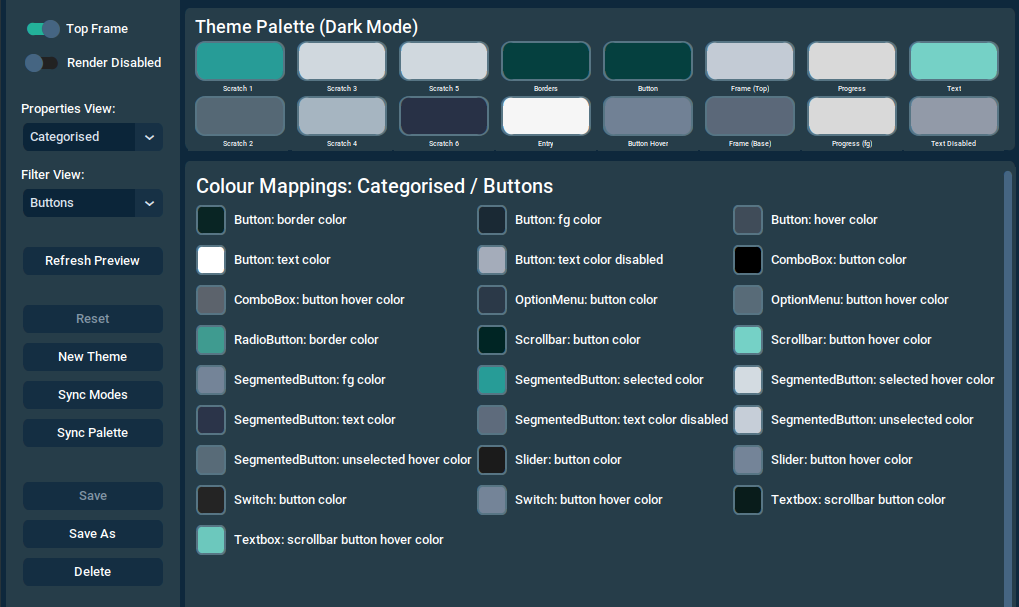 Top Frame
Render Disabled
Properties View:
Categorised
Filter View:
Buttons
Refresh Preview
Reset
New Theme
Sync Modes
Sync Palette
Save
Save As
Delete
Theme Palette (Dark Mode)
Scratch 1 Scratch 3 Scratch 5 Borders Button Frame (Top) Progress Text
Scratch 2 Scratch 4 Scratch 6 Entry Button Hover Frame (Base) Progress (fg) Text Disabled
Colour Mappings: Categorised / Buttons
Button: border color Button: fg color Button: hover color
Button: text color Button: text color disabled ComboBox: button color
ComboBox: button hover color OptionMenu: button color OptionMenu: button hover color
RadioButton: border color Scrollbar: button color Scrollbar: button hover color
SegmentedButton: fg color SegmentedButton: selected color SegmentedButton: selected hover color
SegmentedButton: text color SegmentedButton: text color disabled SegmentedButton: unselected color
SegmentedButton: unselected hover color Slider: button color Slider: button hover color
Switch: button color Switch: button hover color Textbox: scrollbar button color
Textbox: scrollbar button hover color